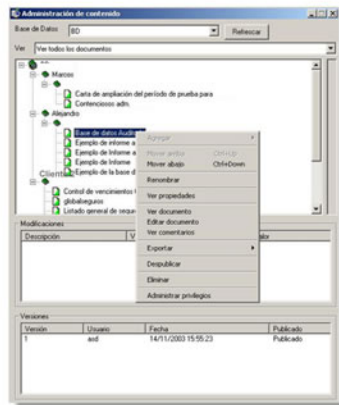 Administración de contenido
Base de Datos BD Refrescar
Ver Ver todos los documentos
Marcos
Carta de ampliación del período de prueba para
Contenciosos adm.
Alejandro
Base de datos
Ejemplo de informe a
Ejemplo de Informe a
Ejemplo de Informe
Ejemplo de la base d
Control de vencimientos
globalseguros
Listado general de
Agregar
Mover arriba Ctrl+Up
Mover abajo Ctrl+Down
Renombrar
Ver propiedades
Ver documento
Editar documento
Ver comentarios
Exportar
Despublicar
Eliminar
Administrar privilegios
Modificaciones
Descripción
Versiones
Versión Usuario Fecha Publicado
1 axd 14/11/2003 15:55:23 Publicado